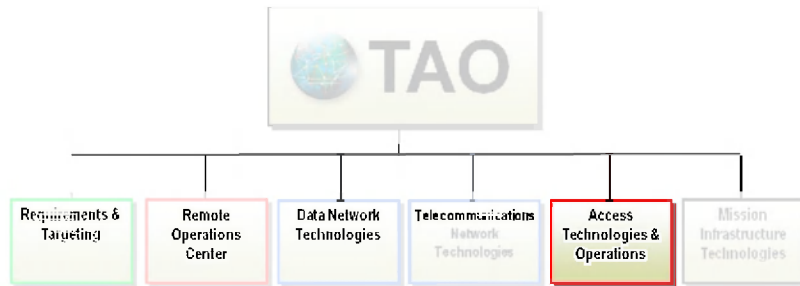 TAO
Requirements &
Targeting
Remote
Operations
Center
Data Network
Technologies
Telecommunications
Network
Technologies
Access
Technologies &
Operations
Mission
Infrastructure
Technologies